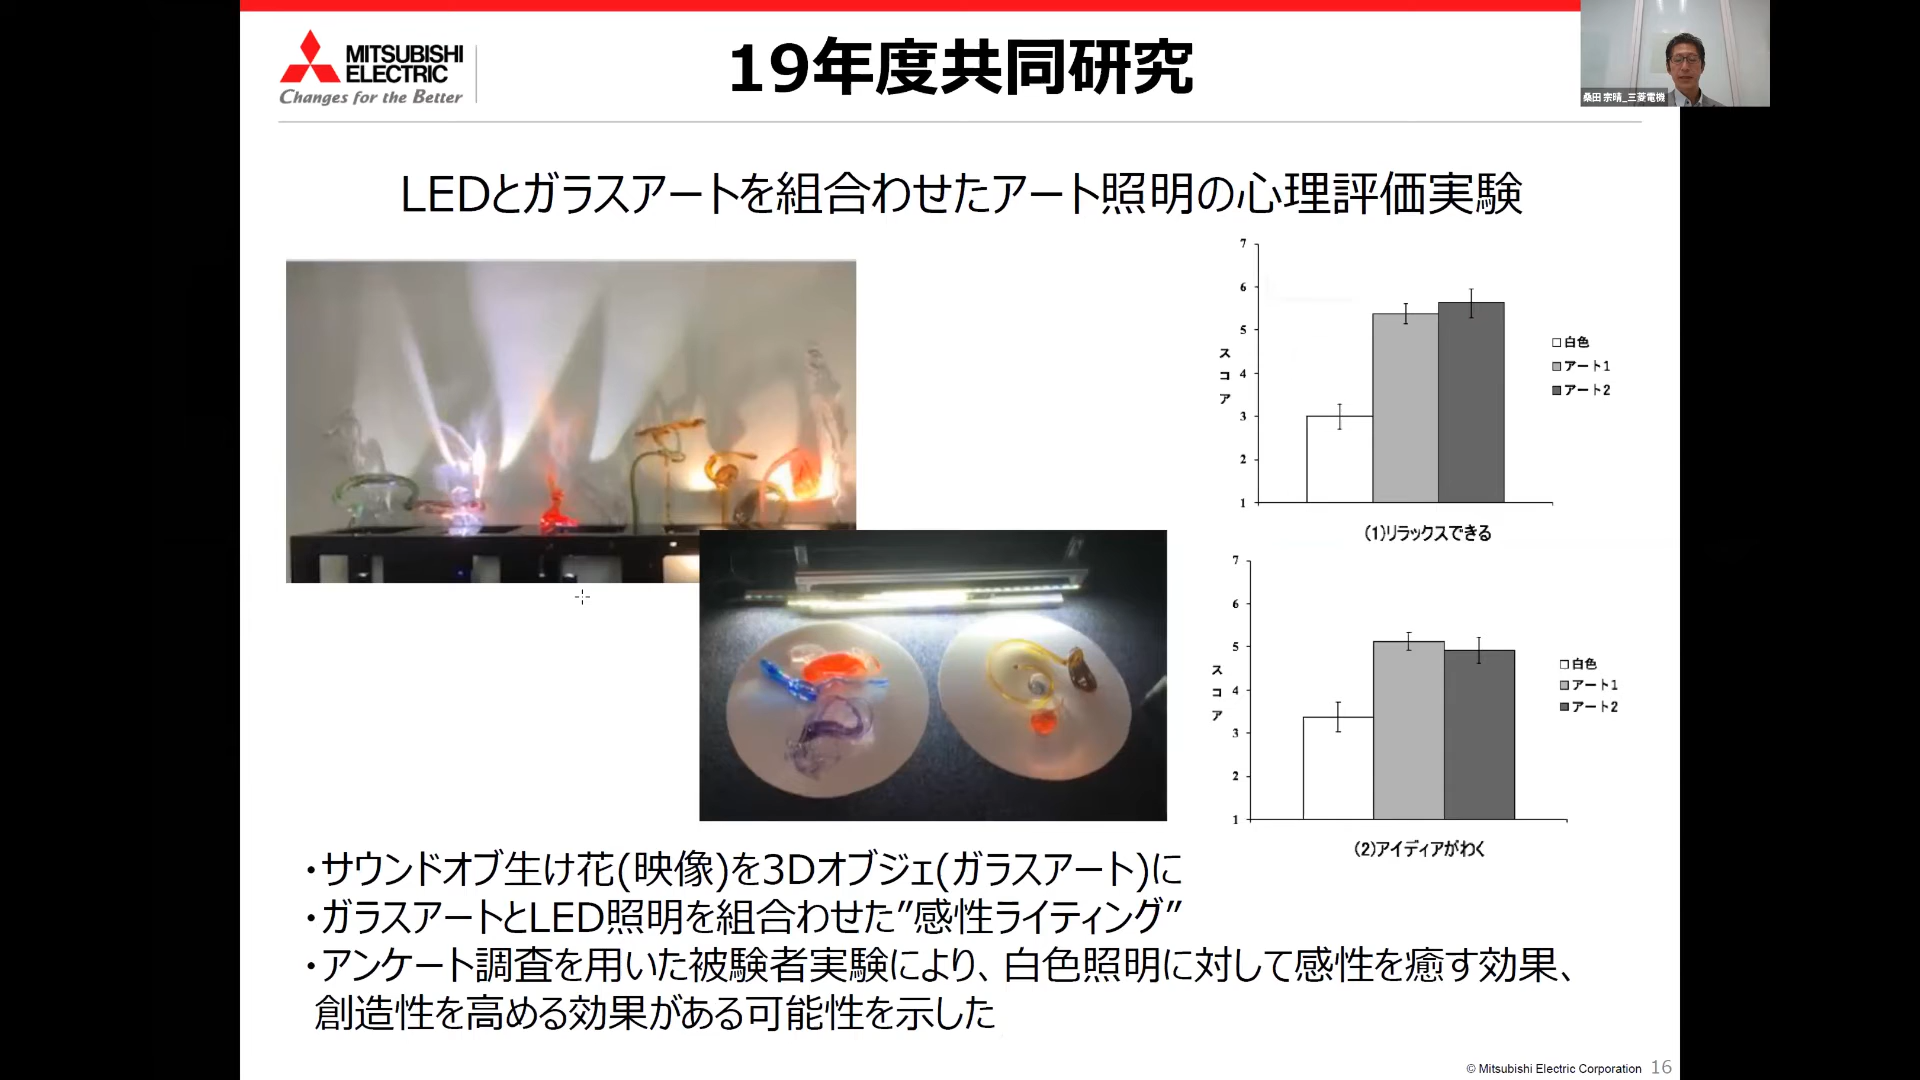 MITSUBISHI
ELECTRIC
Changes for the Better
19年度共同研究
桑田 宗晴_三菱電機
LEDとガラスアートを組合わせたアート照明の心理評価実験
7
6
5
4
3
2
1
スコア
□白色
アート1
アート2
(1)リラックスできる
7
6
5
4
3
2
1
スコア
□白色
アート1
アート2
(2)アイディアがわく
・サウンドオブ生け花(映像)を3Dオブジェ(ガラスアート)に
・ガラスアートとLED照明を組合わせた”感性ライティング”
・アンケート調査を用いた被験者実験により、白色照明に対して感性を癒す効果、
創造性を高める効果がある可能性を示した
© Mitsubishi Electric Corporation 16